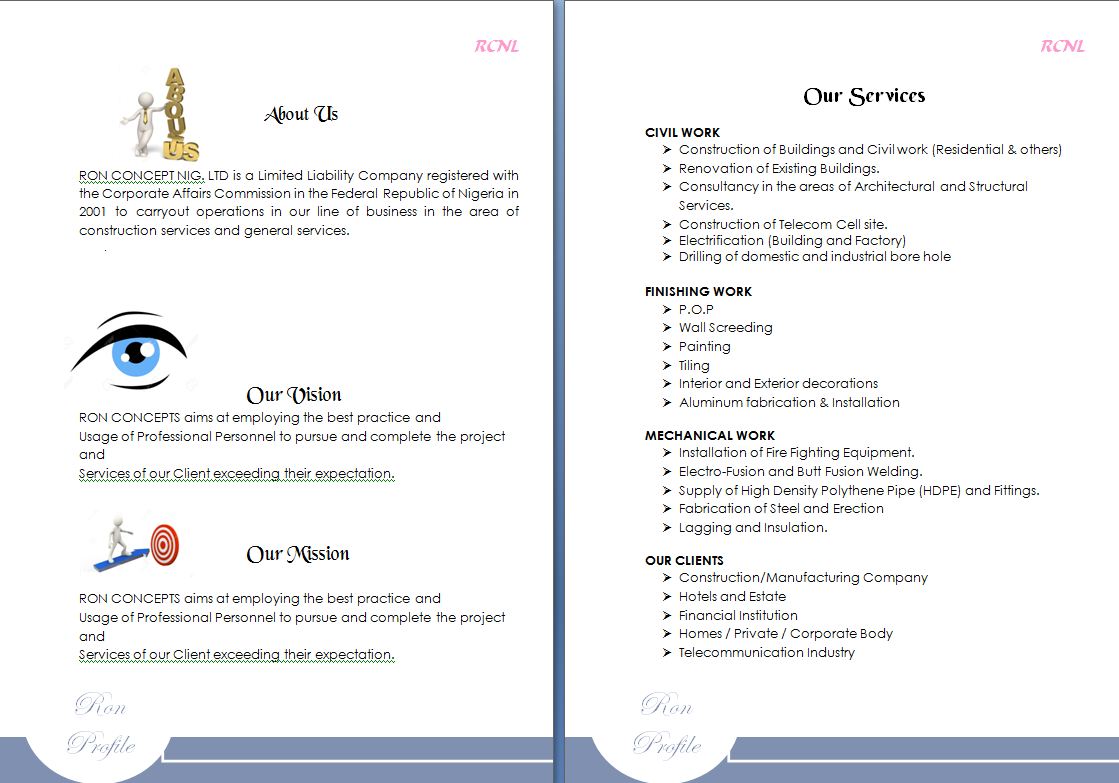 RCNL
ABOUT
US
About Us
RON CONCEPT NIG. LTD is a Limited Liability Company registered with
the Corporate Affairs Commission in the Federal Republic of Nigeria in
2001 to carryout operations in our line of business in the area of
construction services and general services.
.
Our Vision
RON CONCEPTS aims at employing the best practice and
Usage of Professional Personnel to pursue and complete the project
and
Services of our Client exceeding their expectation.
Our Mission
RON CONCEPTS aims at employing the best practice and
Usage of Professional Personnel to pursue and complete the project
and
Services of our Client exceeding their expectation.
Ron
Profile
RCNL
Our Services
CIVIL WORK
➢ Construction of Buildings and Civil work (Residential & others)
➢ Renovation of Existing Buildings.
➢ Consultancy in the areas of Architectural and Structural
Services.
➢ Construction of Telecom Cell site.
➢ Electrification (Building and Factory)
➢ Drilling of domestic and industrial bore hole
FINISHING WORK
➢ P.O.P
➢ Wall Screeding
➢ Painting
➢ Tiling
➢ Interior and Exterior decorations
➢ Aluminum fabrication & Installation
MECHANICAL WORK
➢ Installation of Fire Fighting Equipment.
➢ Electro-Fusion and Butt Fusion Welding.
➢ Supply of High Density Polythene Pipe (HDPE) and Fittings.
➢ Fabrication of Steel and Erection
➢ Lagging and Insulation.
OUR CLIENTS
➢ Construction/Manufacturing Company
➢ Hotels and Estate
➢ Financial Institution
➢ Homes / Private / Corporate Body
➢ Telecommunication Industry
Ron
Profile